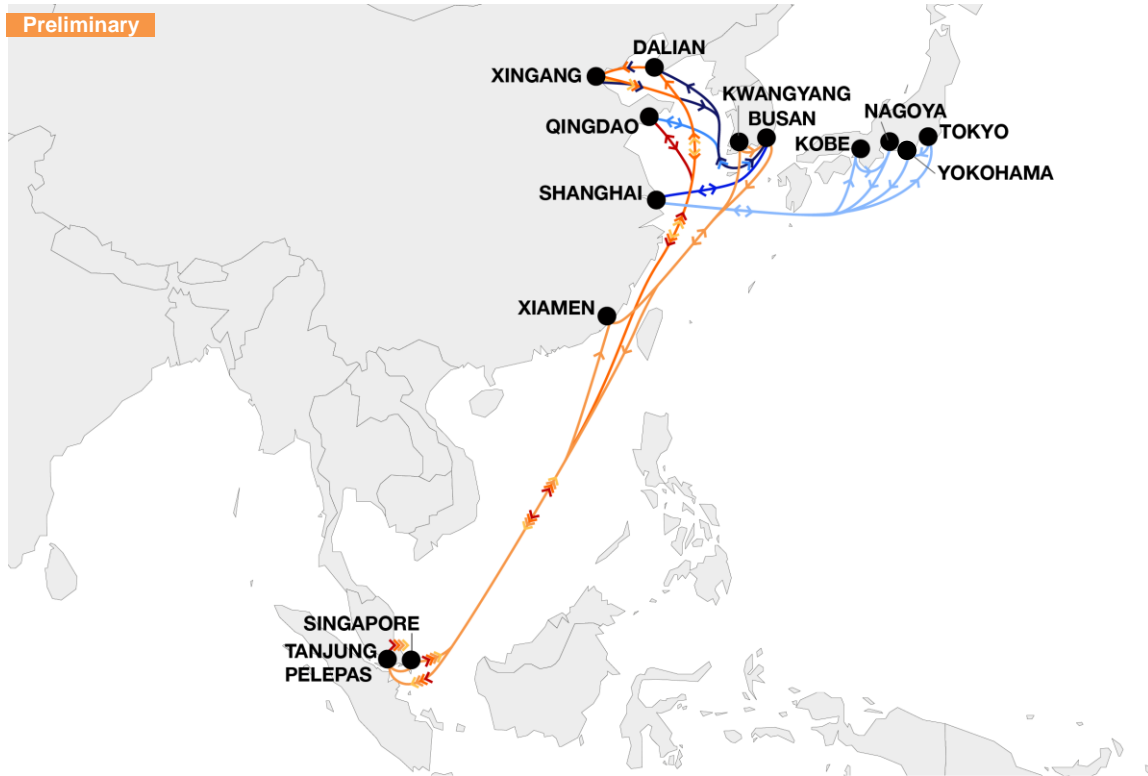 Preliminary
DALIAN
XINGANG
KWANGYANG
NAGOYA
QINGDAO
BUSAN
TOKYO
KOBE
YOKOHAMA
SHANGHAI
XIAMEN
SINGAPORE
TANJUNG
PELEPAS